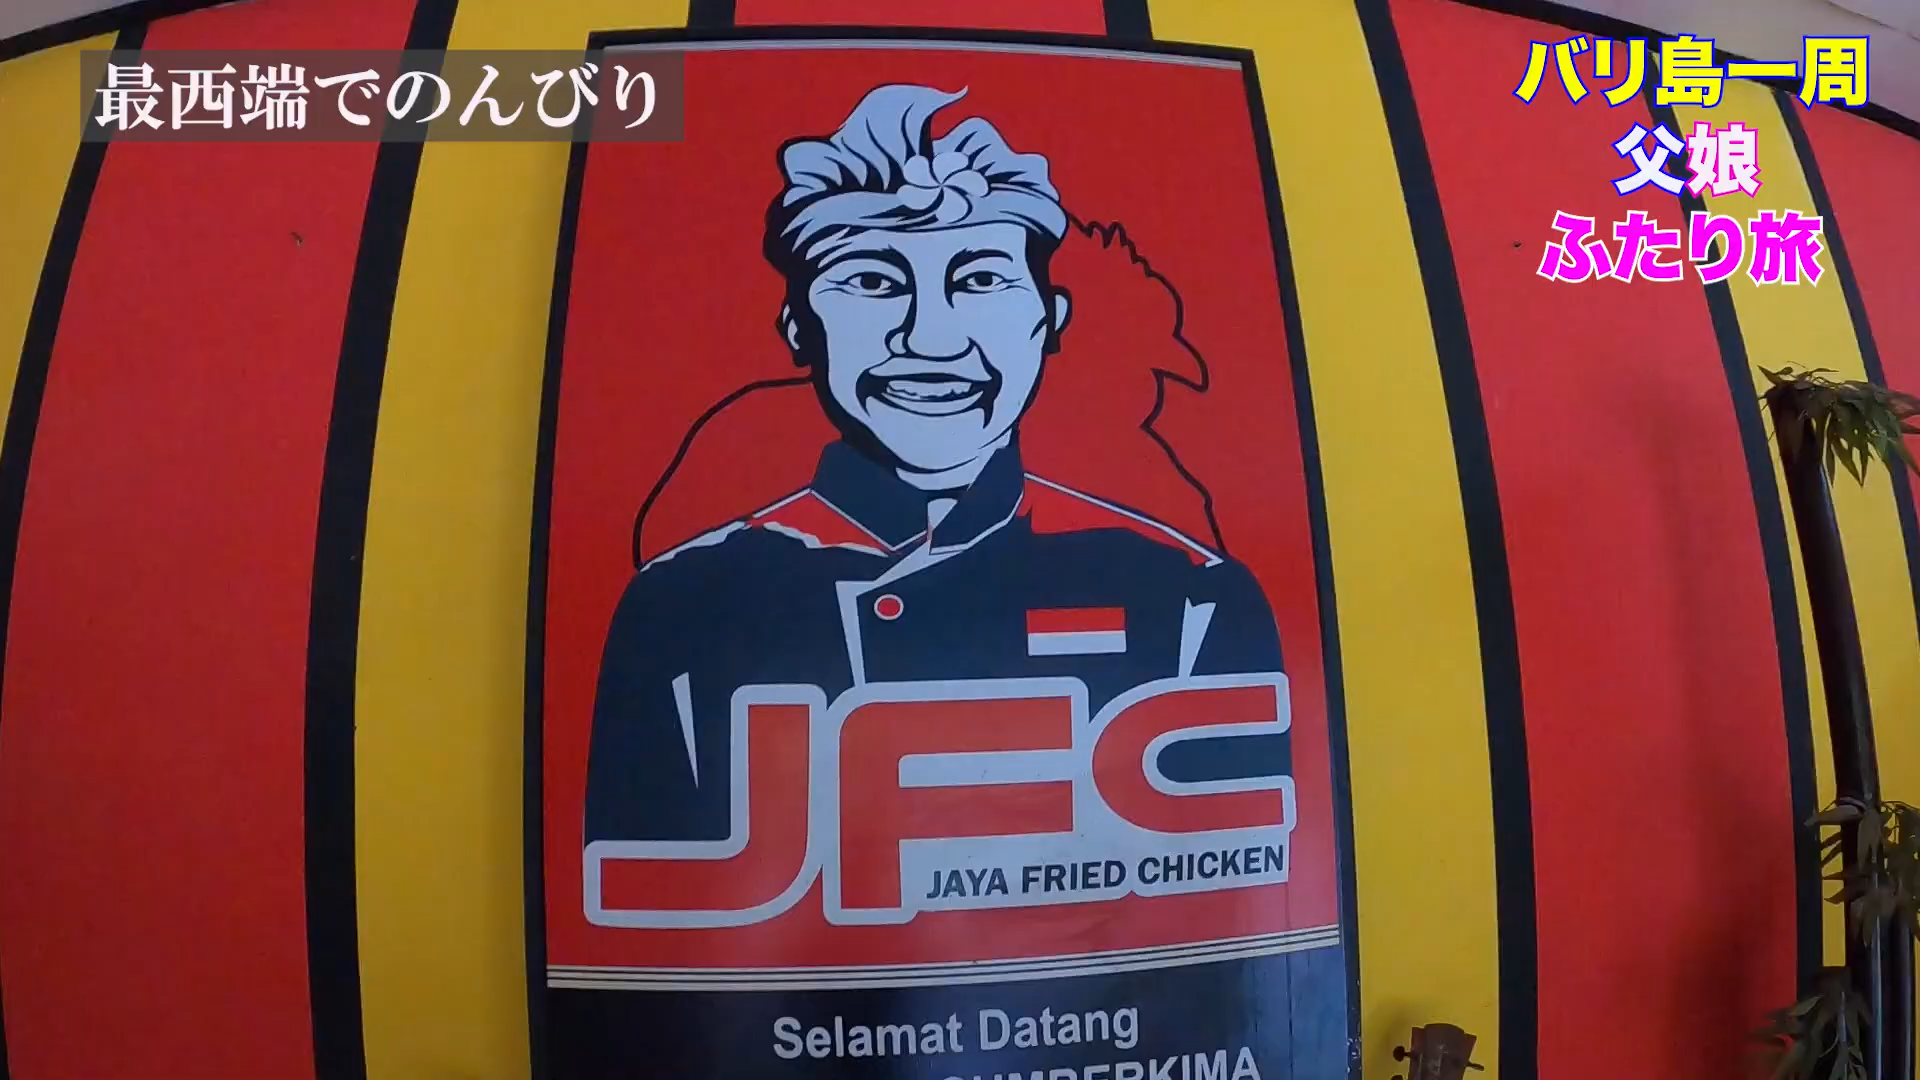 最西端でのんびり
バリ島一周
父娘
ふたり旅
JFC
JAYA FRIED CHICKEN
Selamat Datang
SUMBERKIMA